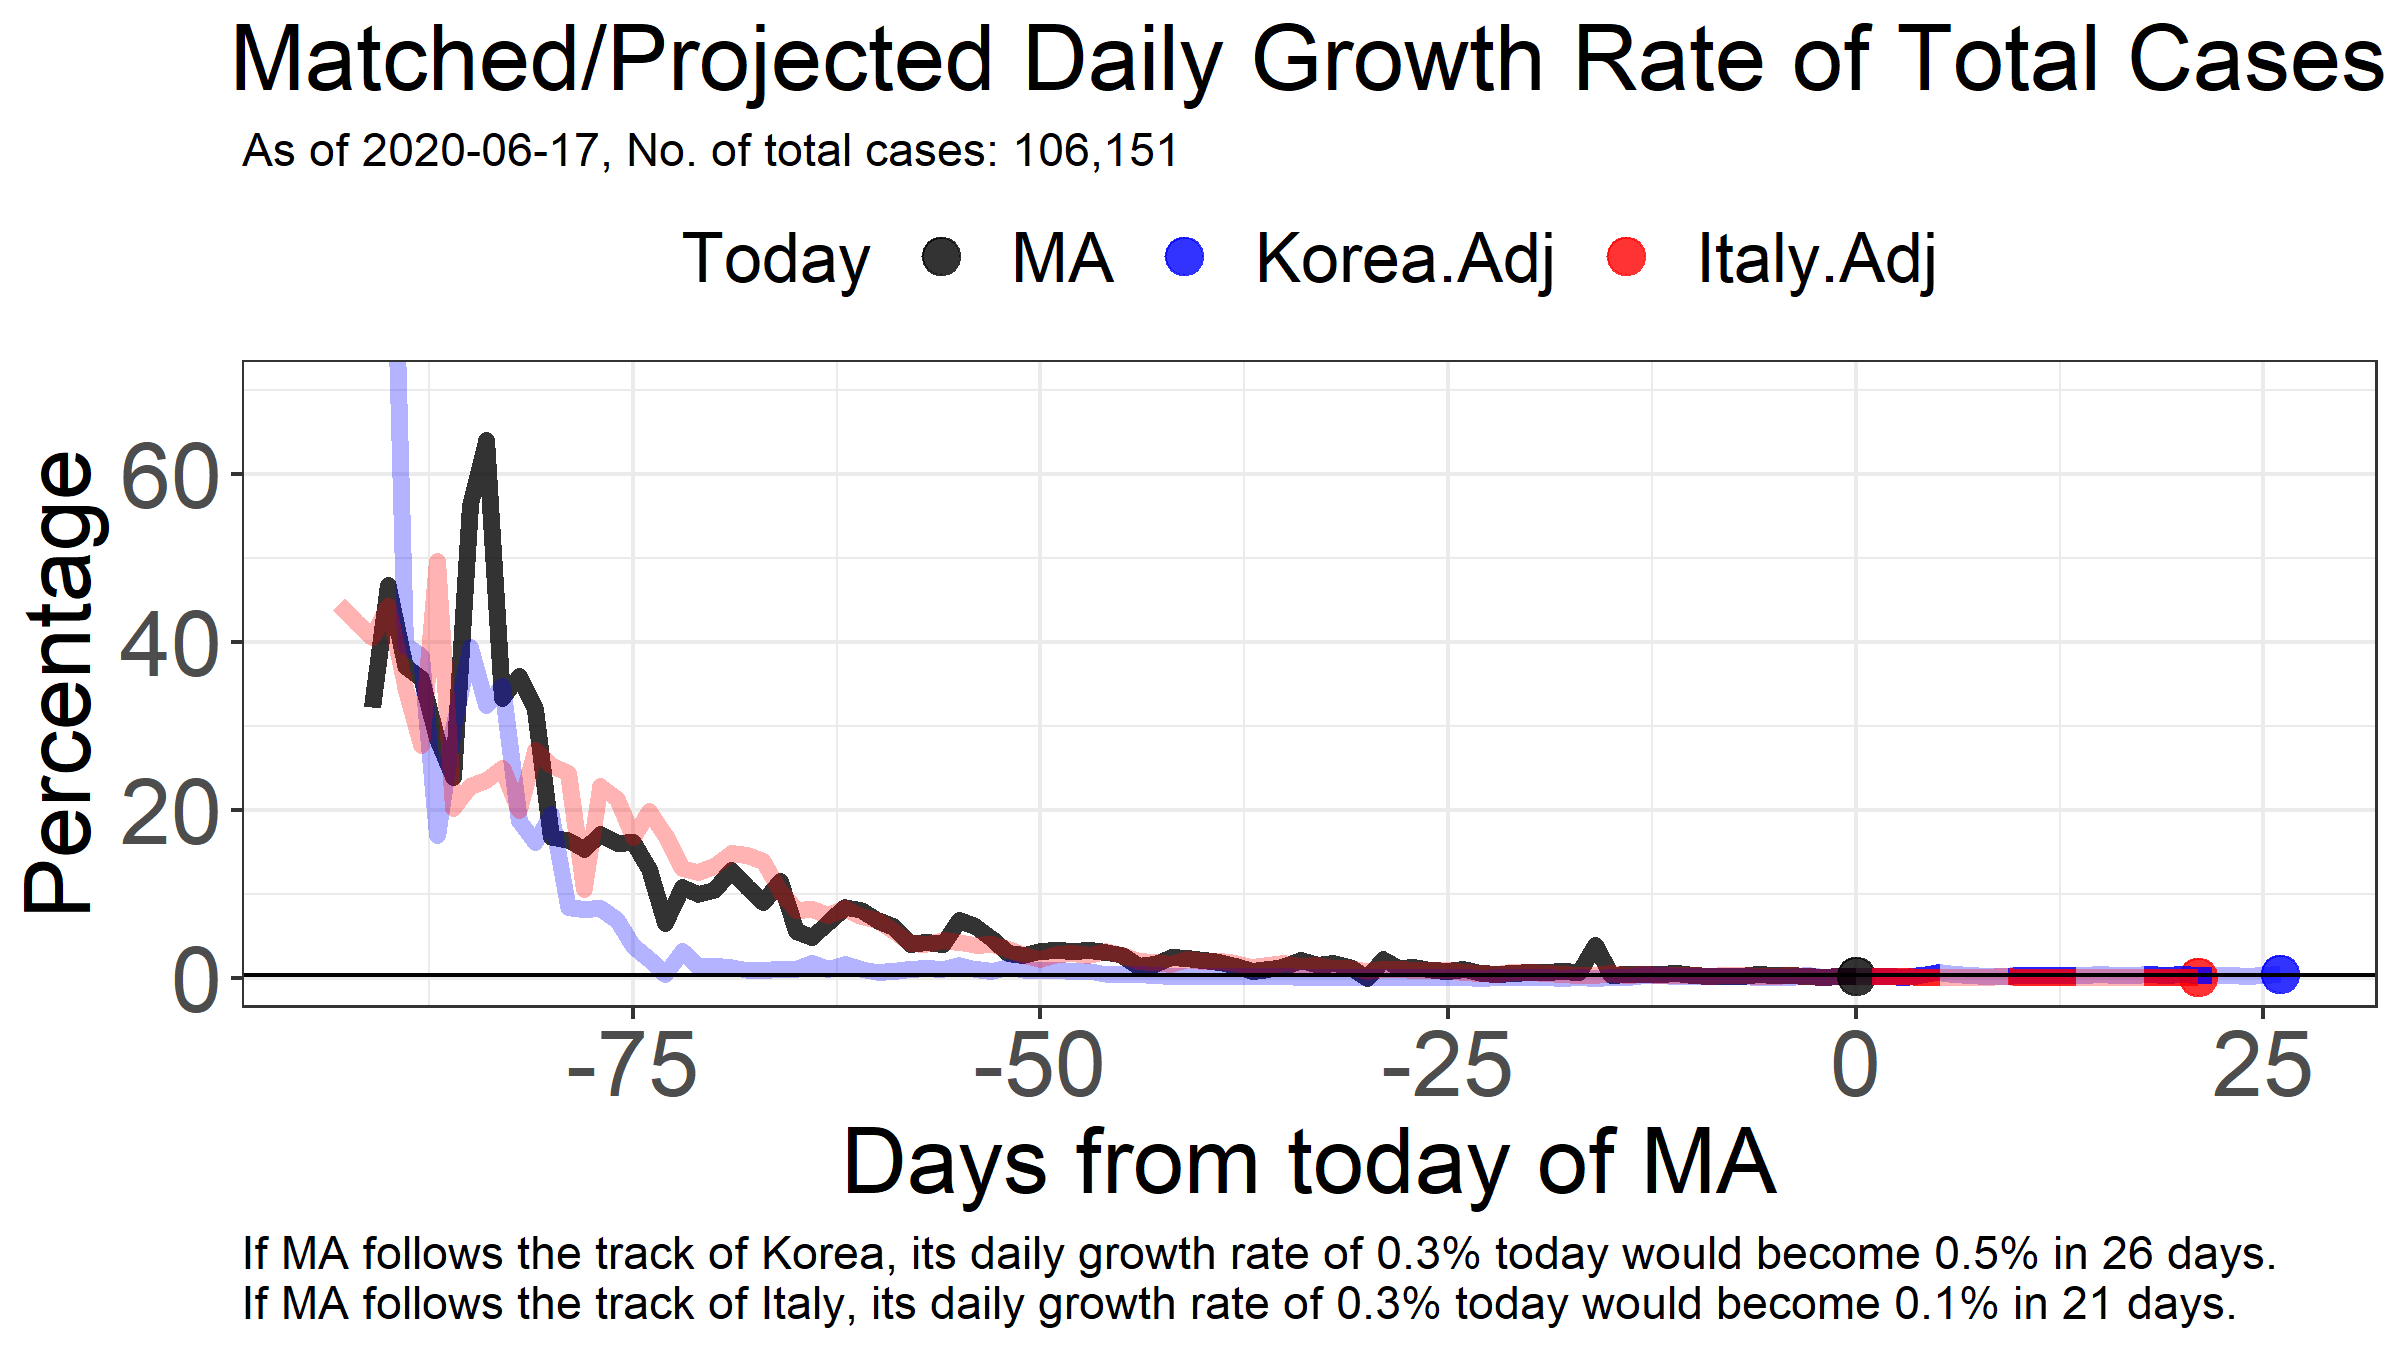 Matched/Projected Daily Growth Rate of Total Cases
As of 2020-06-17, No. of total cases: 106,151
Today MA Korea.Adj Italy.Adj
Percentage
60
40
20
0
-75 -50 -25 0 25
Days from today of MA
If MA follows the track of Korea, its daily growth rate of 0.3% today would become 0.5% in 26 days.
If MA follows the track of Italy, its daily growth rate of 0.3% today would become 0.1% in 21 days.